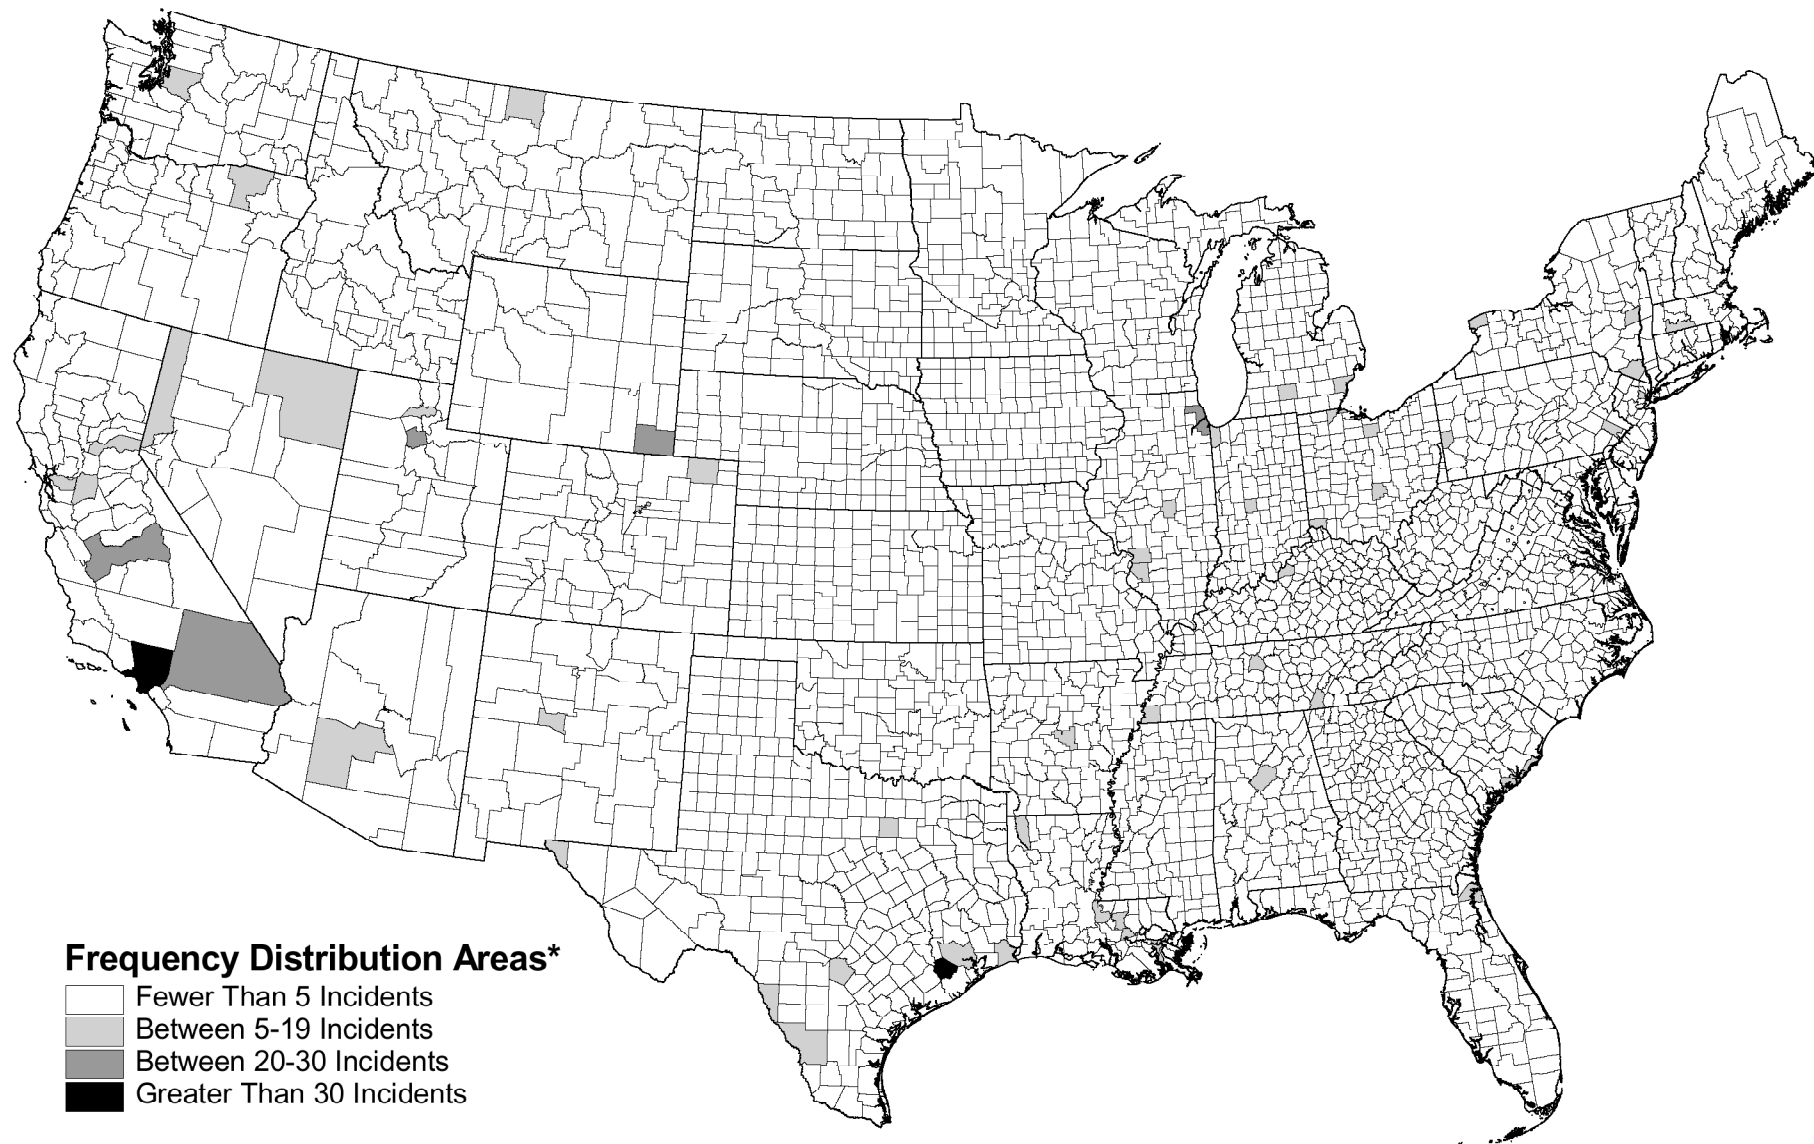 Frequency Distribution Areas*
Fewer Than 5 Incidents
Between 5-19 Incidents
Between 20-30 Incidents
Greater Than 30 Incidents